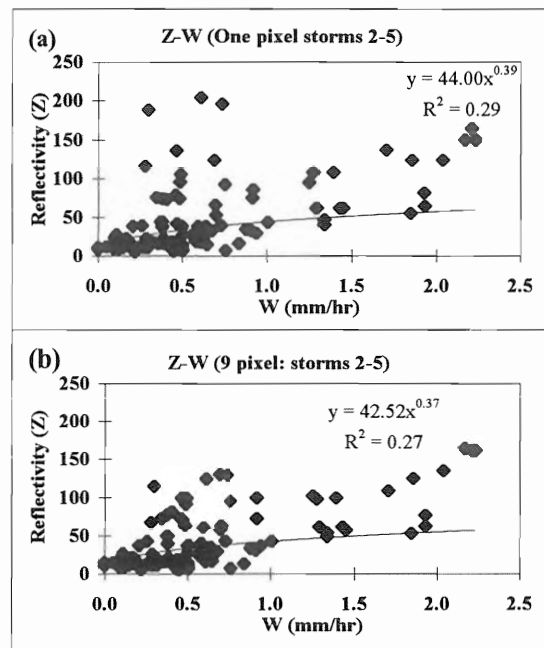 (a)
Z-W (One pixel storms 2-5)
250
200
150
100
50
0
Reflectivity (Z)
y = 44.00x^0.39
R² = 0.29
0.0 0.5 1.0 1.5 2.0 2.5
W (mm/hr)
(b)
Z-W (9 pixel: storms 2-5)
250
200
150
100
50
0
Reflectivity (Z)
y = 42.52x^0.37
R² = 0.27
0.0 0.5 1.0 1.5 2.0 2.5
W (mm/hr)